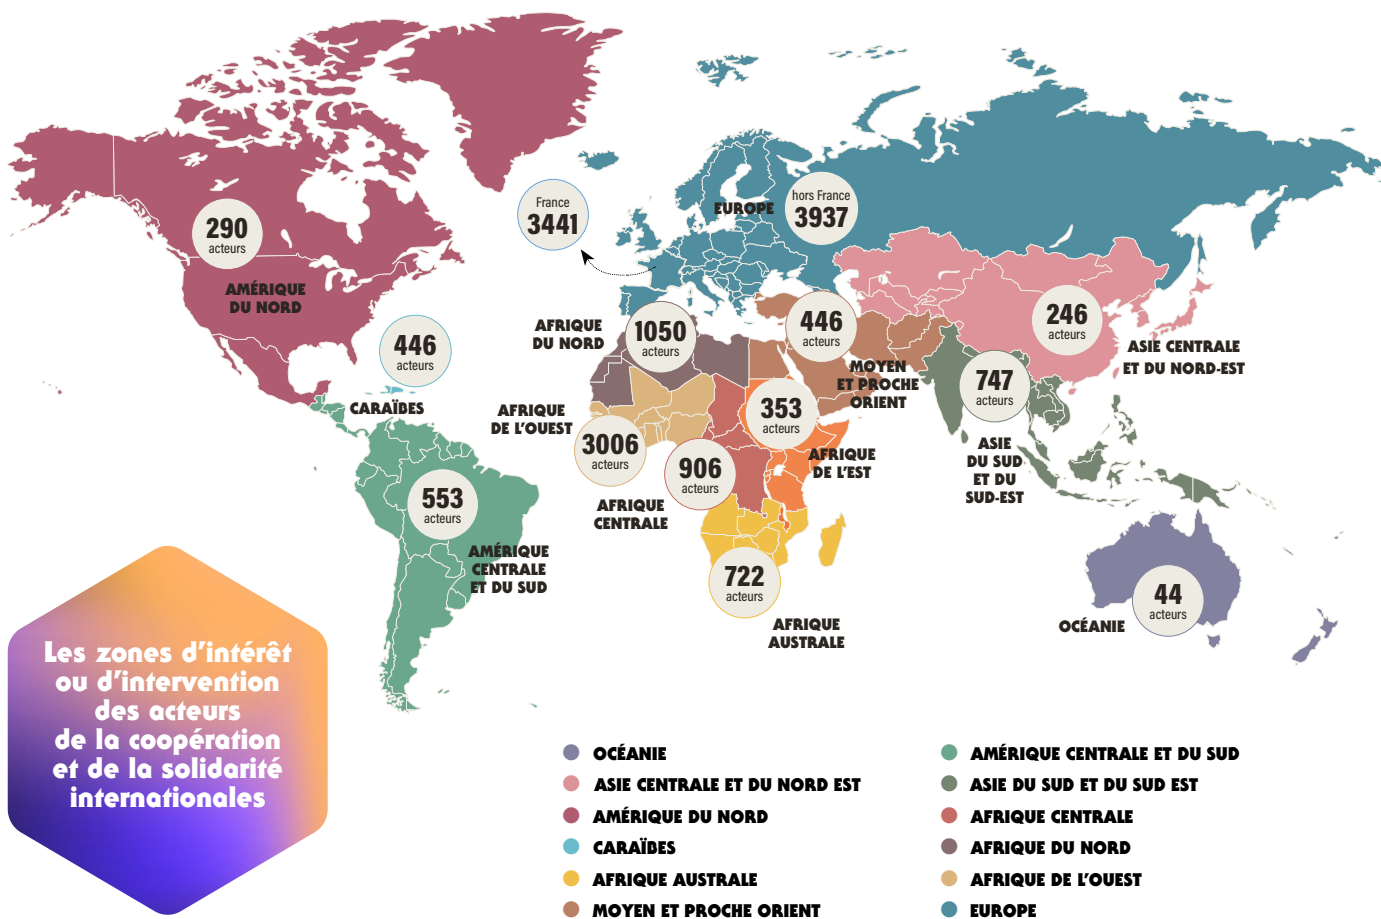 France
3441
hors France
3937
EUROPE
290
acteurs
AMÉRIQUE
DU NORD
446
acteurs
CARAÏBES
AFRIQUE
DU NORD
1050
acteurs
446
acteurs
MOYEN
ET PROCHE
ORIENT
246
acteurs
ASIE CENTRALE
ET DU NORD-EST
747
acteurs
ASIE
DU SUD
ET DU
SUD-EST
AFRIQUE
DE L'OUEST
3006
acteurs
353
acteurs
AFRIQUE
DE L'EST
906
acteurs
AFRIQUE
CENTRALE
553
acteurs
AMÉRIQUE
CENTRALE
ET DU SUD
722
acteurs
AFRIQUE
AUSTRALE
44
acteurs
OCÉANIE
Les zones d'intérêt
ou d'intervention
des acteurs
de la coopération
et de la solidarité
internationales
OCÉANIE
ASIE CENTRALE ET DU NORD EST
AMÉRIQUE DU NORD
CARAÏBES
AFRIQUE AUSTRALE
MOYEN ET PROCHE ORIENT
AMÉRIQUE CENTRALE ET DU SUD
ASIE DU SUD ET DU SUD EST
AFRIQUE CENTRALE
AFRIQUE DU NORD
AFRIQUE DE L'OUEST
EUROPE